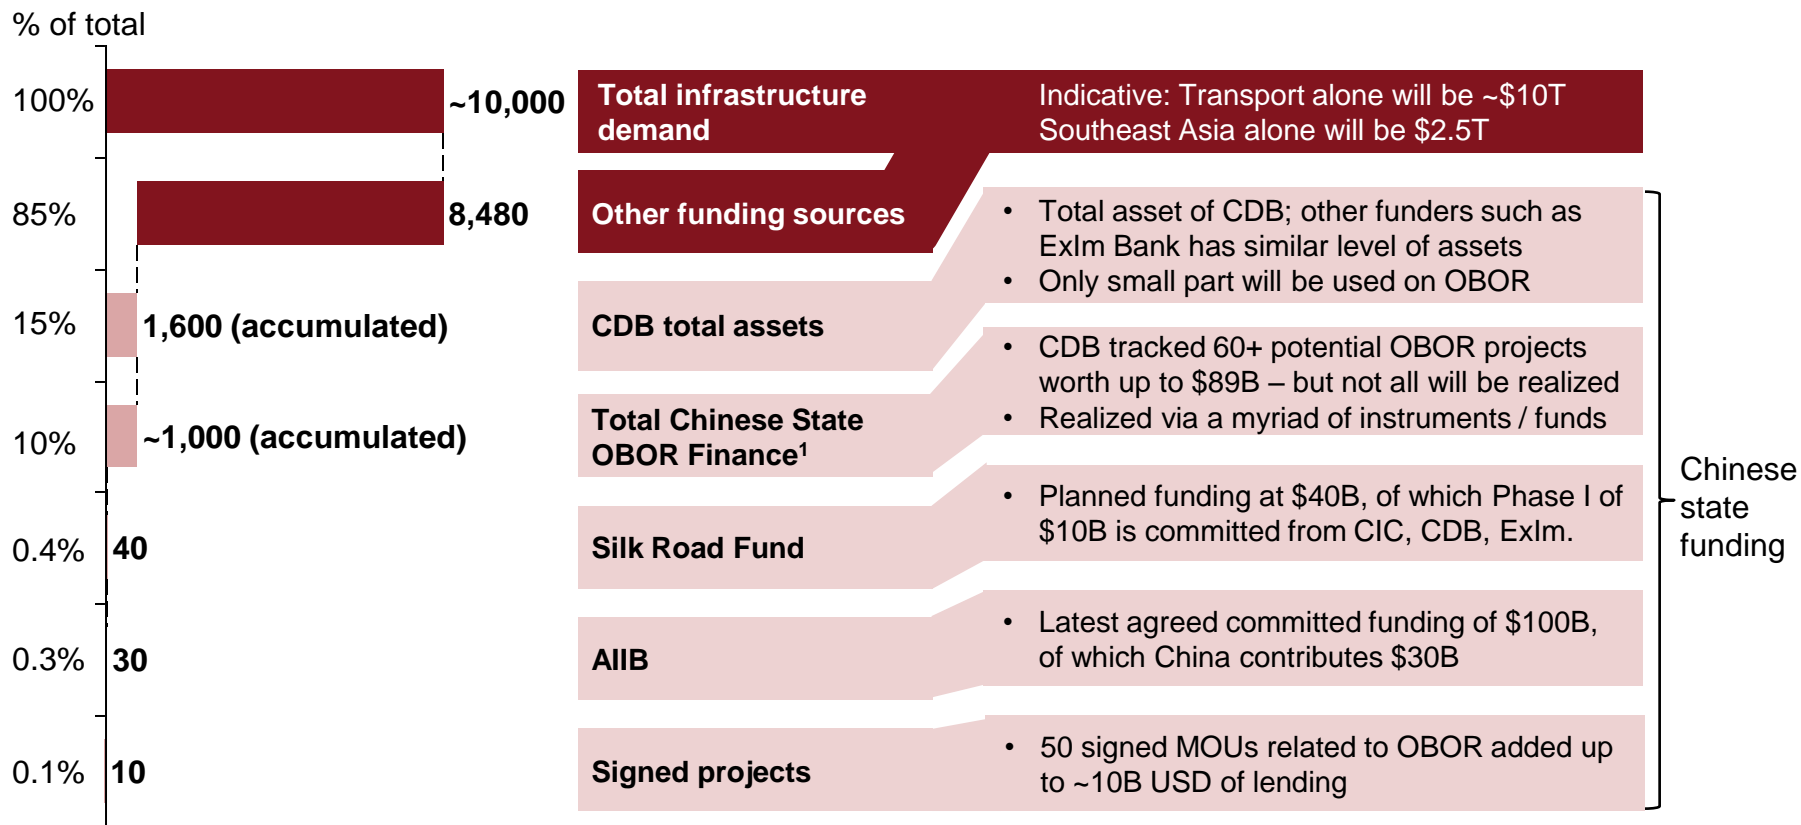 % of total
100%
~10,000
Total infrastructure
demand
Indicative: Transport alone will be ~$10T
Southeast Asia alone will be $2.5T
85%
8,480
Other funding sources
• Total asset of CDB; other funders such as
ExIm Bank has similar level of assets
• Only small part will be used on OBOR
15%
1,600 (accumulated)
CDB total assets
• CDB tracked 60+ potential OBOR projects
worth up to $89B – but not all will be realized
• Realized via a myriad of instruments / funds
10%
~1,000 (accumulated)
Total Chinese State
OBOR Finance¹
0.4%
40
Silk Road Fund
• Planned funding at $40B, of which Phase I of
$10B is committed from CIC, CDB, ExIm.
0.3%
30
AIIB
• Latest agreed committed funding of $100B,
of which China contributes $30B
0.1%
10
Signed projects
• 50 signed MOUs related to OBOR added up
to ~10B USD of lending
Chinese
state
funding